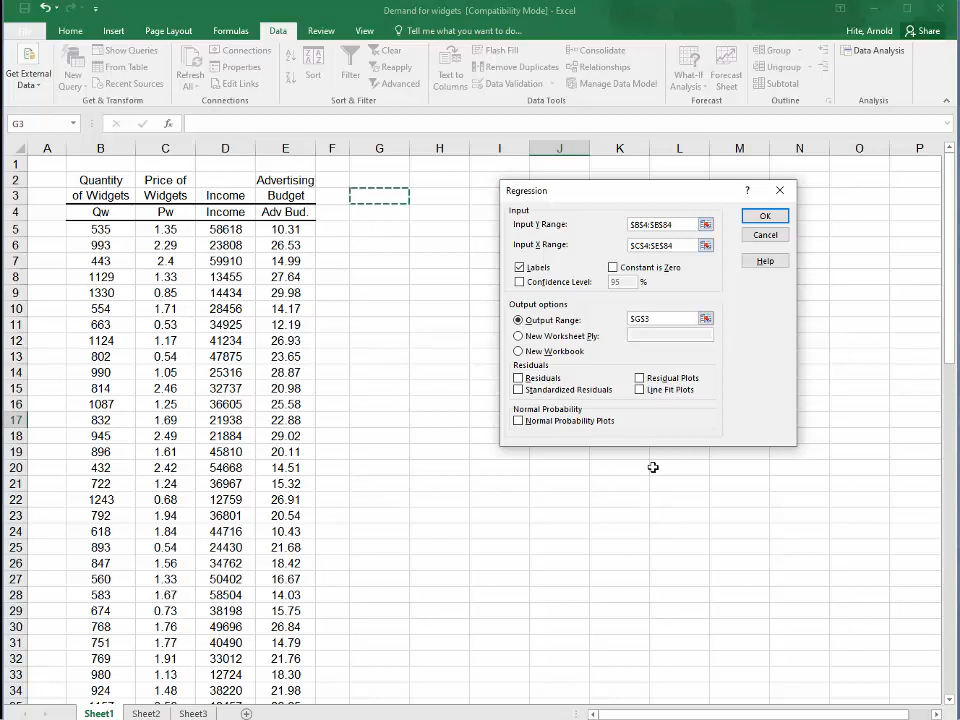 Demand for widgets [Compatibility Mode] - Excel
Home Insert Page Layout Formulas Data Review View Tell me what you want to do... Hite, Arnold Share
Get External Data
New Query
Show Queries
From Table
Recent Sources
Get & Transform
Refresh All
Connections
Properties
Edit Links
Connections
Sort
Filter
Clear
Reapply
Advanced
Sort & Filter
Text to Columns
Flash Fill
Remove Duplicates
Data Validation
Consolidate
Relationships
Manage Data Model
Data Tools
What-If Analysis
Forecast Sheet
Forecast
Group
Ungroup
Subtotal
Outline
Data Analysis
Analysis
G3 fx
A B C D E F G H I J K L M N O P
1
2 Quantity Price of Advertising
3 of Widgets Widgets Income Budget
4 Qw Pw Income Adv Bud.
5 535 1.35 58618 10.31
6 993 2.29 23808 26.53
7 443 2.4 59910 14.99
8 1129 1.33 13455 27.64
9 1330 0.85 14434 29.98
10 554 1.71 28456 14.17
11 663 0.53 34925 12.19
12 1124 1.17 41234 26.93
13 802 0.54 47875 23.65
14 990 1.05 25316 28.87
15 814 2.46 32737 20.98
16 1087 1.25 36605 25.58
17 832 1.69 21938 22.88
18 945 2.49 21884 29.02
19 896 1.61 45810 20.11
20 432 2.42 54668 14.51
21 722 1.24 36967 15.32
22 1243 0.68 12759 26.91
23 792 1.94 36801 20.54
24 618 1.84 44716 10.43
25 893 0.54 24430 21.68
26 847 1.56 34762 18.42
27 560 1.33 50402 16.67
28 583 1.67 58504 14.03
29 674 0.73 38198 15.75
30 768 1.76 49696 26.84
31 751 1.77 40490 14.79
32 769 1.91 33012 21.76
33 980 1.13 12724 18.30
34 924 1.48 38220 21.98
Regression ?
Input
Input Y Range: $B$4:$B$84
Input X Range: $C$4:$E$84
Labels Constant is Zero
Confidence Level: 95 %
OK
Cancel
Help
Output options
Output Range: $G$3
New Worksheet Ply:
New Workbook
Residuals
Residuals Residual Plots
Standardized Residuals Line Fit Plots
Normal Probability
Normal Probability Plots
Sheet1 Sheet2 Sheet3